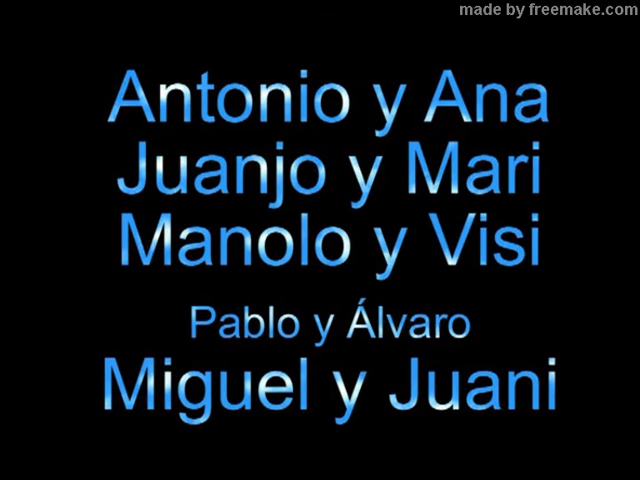 made by freemake.com
Antonio y Ana
Juanjo y Mari
Manolo y Visi
Pablo y Álvaro
Miguel y Juani